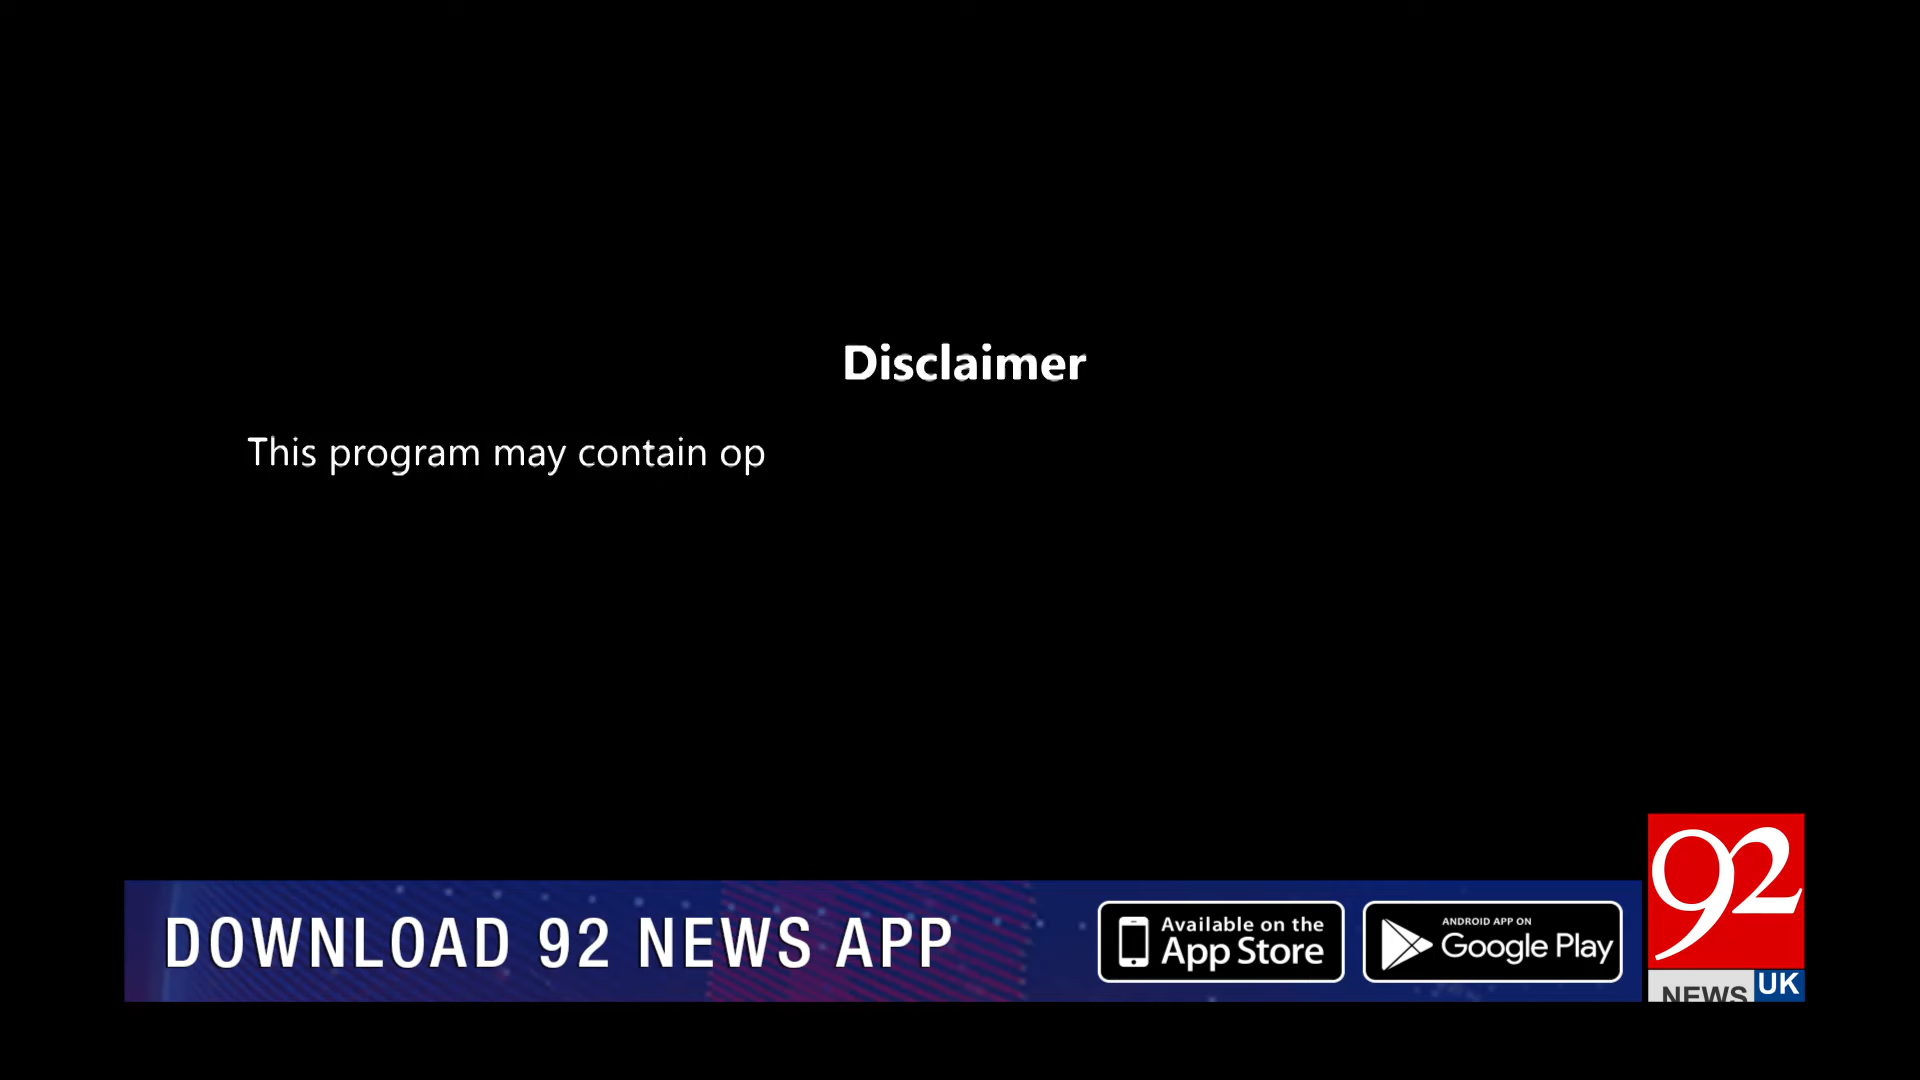 Disclaimer
This program may contain op
DOWNLOAD 92 NEWS APP
Available on the
App Store
ANDROID APP ON
Google Play
92
NEWS
UK